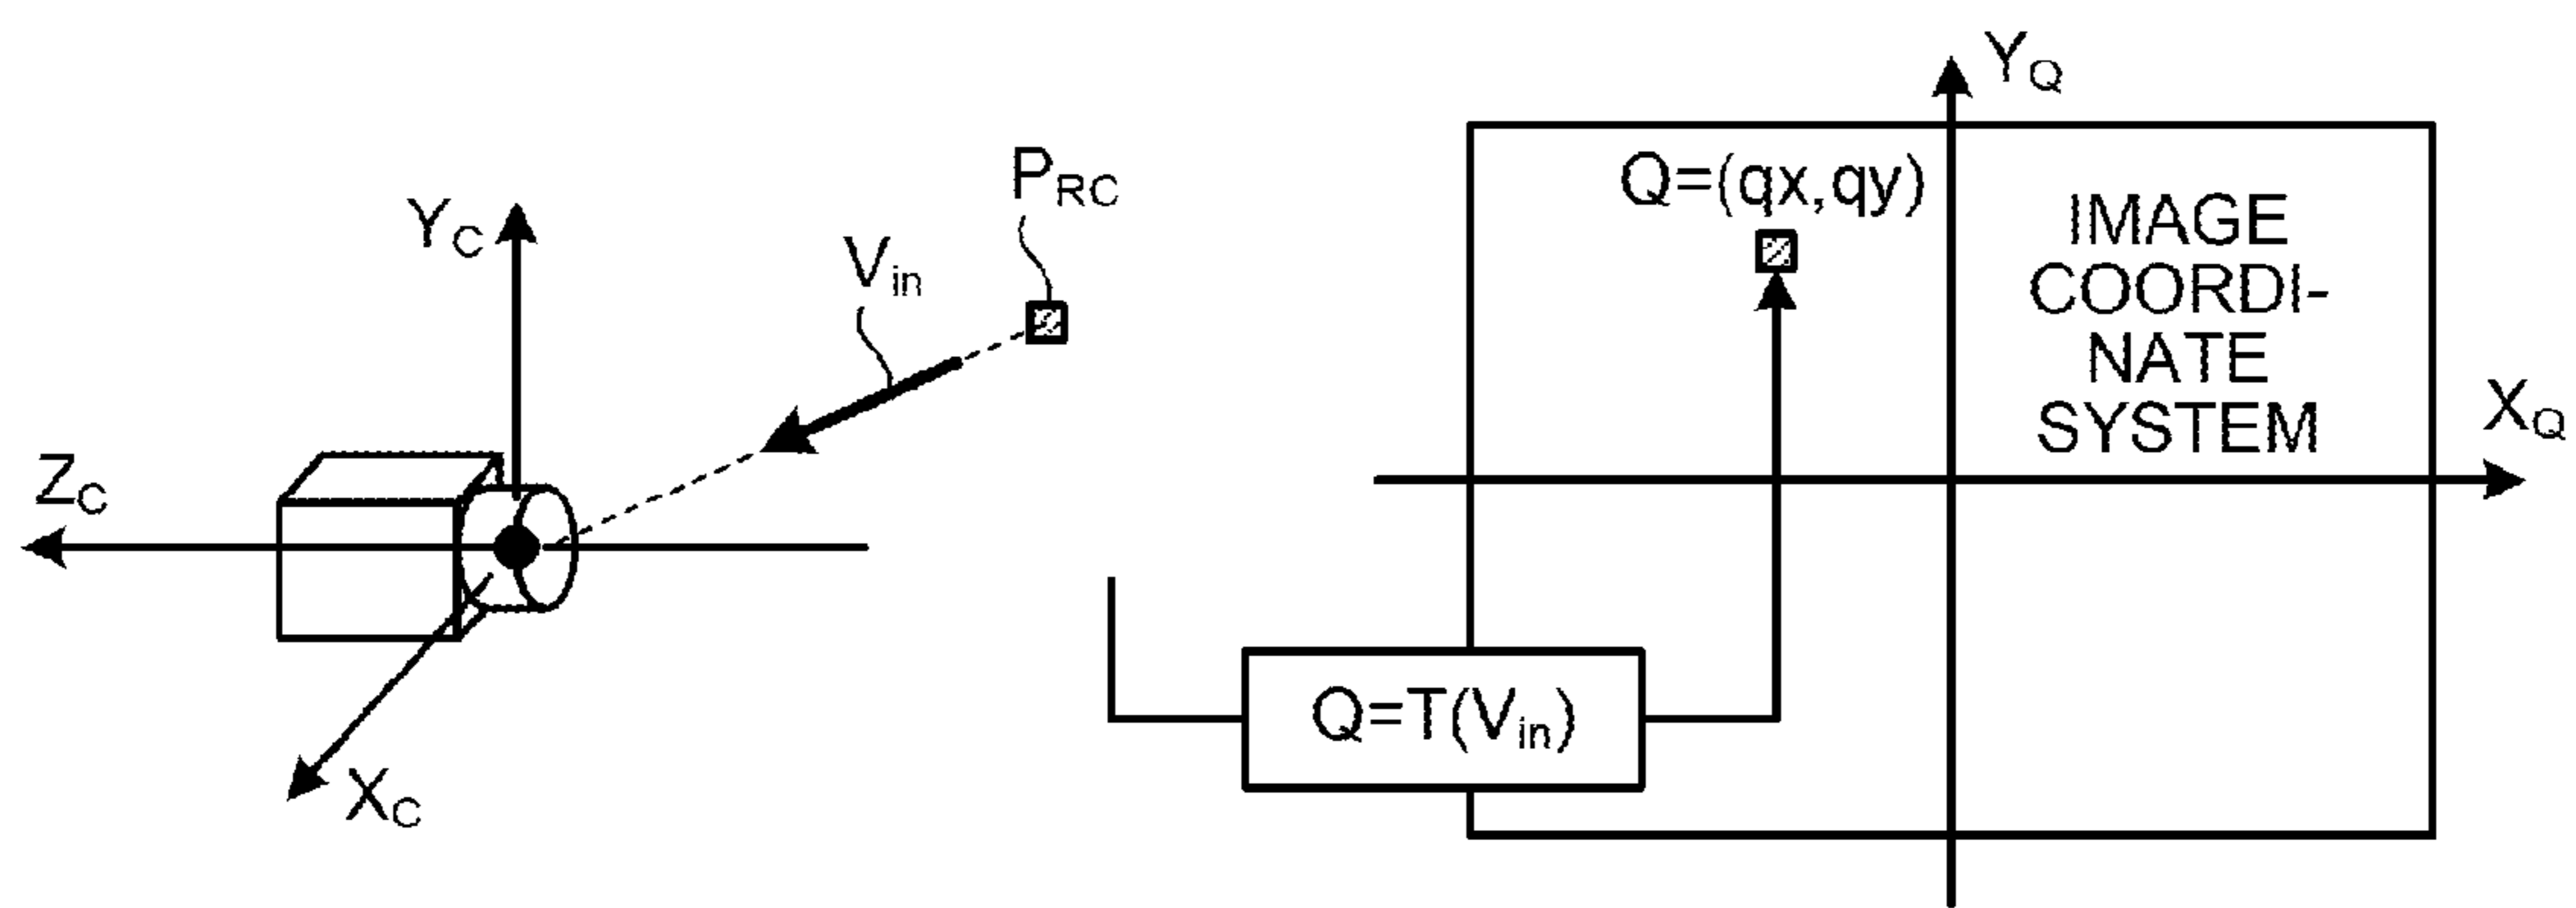 Y_C
Z_C
X_C
V_in
P_RC
Q=T(V_in)
Y_Q
Q=(qx,qy)
IMAGE
COORDI-
NATE
SYSTEM
X_Q